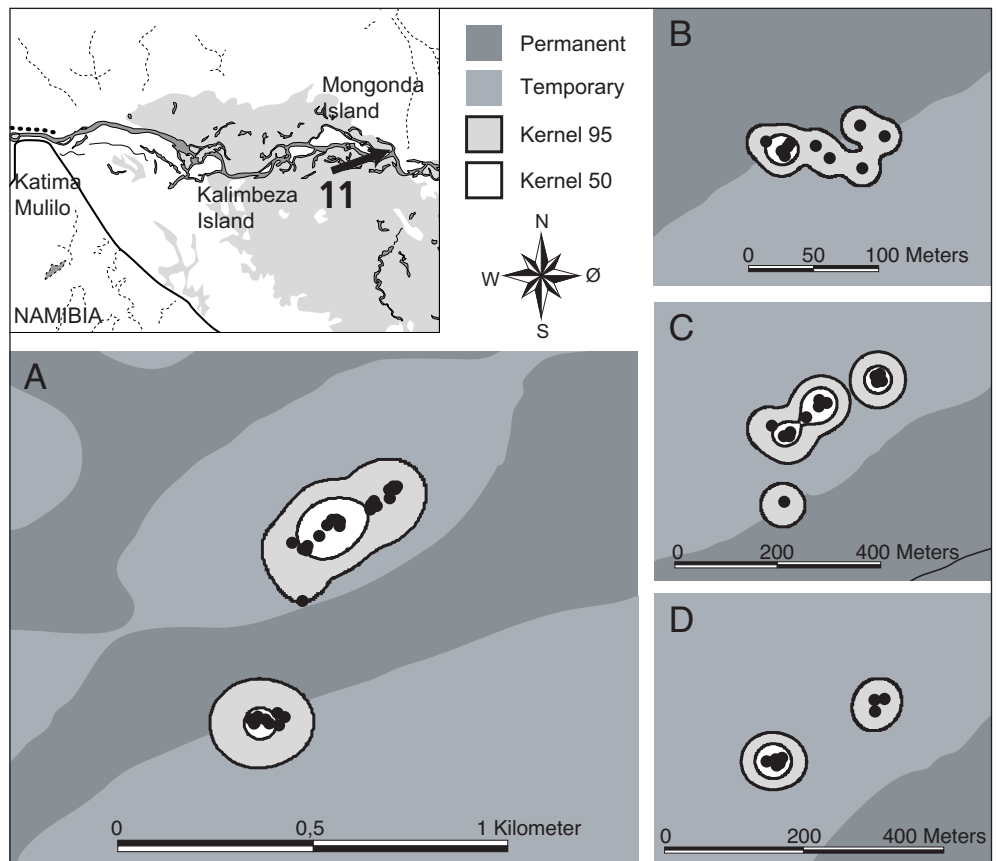 Mongonda
Island
Katima
Mulilo
Kalimbeza
Island
11
NAMIBIA
Permanent
Temporary
Kernel 95
Kernel 50
N
W
Ø
S
A
0
0,5
1 Kilometer
B
0
50
100 Meters
C
0
200
400 Meters
D
0
200
400 Meters